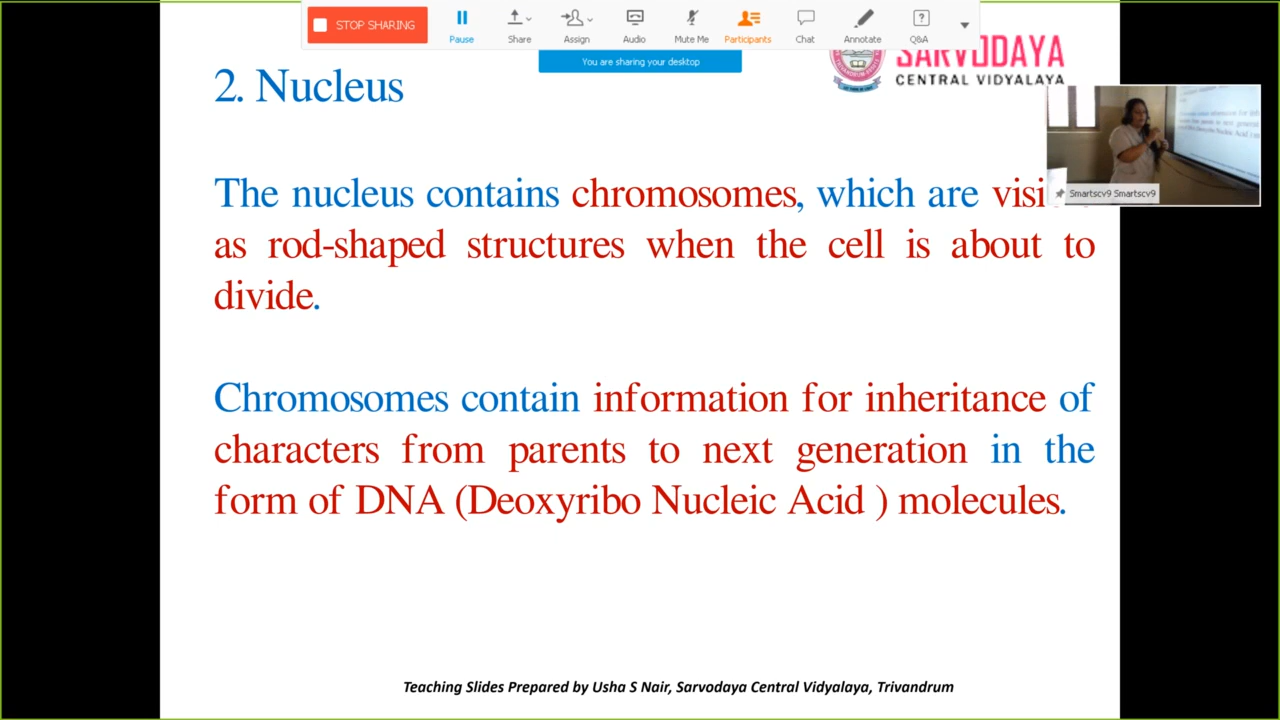 STOP SHARING
Pause
Share
Assign
Audio
Mute Me
Participants
Chat
Annotate
Q&A
You are sharing your desktop
SARVODAYA
CENTRAL VIDYALAYA
2. Nucleus
Smartscv9 Smartscv9
The nucleus contains chromosomes, which are
as rod-shaped structures when the cell is about to
divide.
Chromosomes contain information for inheritance of
characters from parents to next generation in the
form of DNA (Deoxyribo Nucleic Acid ) molecules.
Teaching Slides Prepared by Usha S Nair, Sarvodaya Central Vidyalaya, Trivandrum